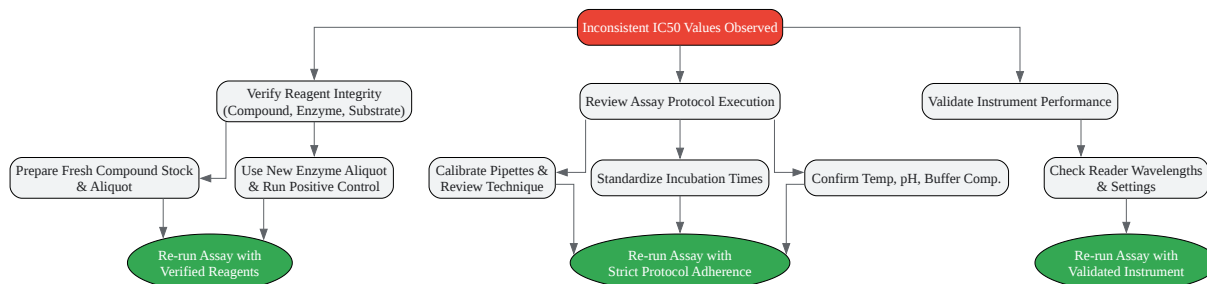 Inconsistent IC50 Values Observed
Verify Reagent Integrity
(Compound, Enzyme, Substrate)
Review Assay Protocol Execution
Validate Instrument Performance
Prepare Fresh Compound Stock
& Aliquot
Use New Enzyme Aliquot
& Run Positive Control
Calibrate Pipettes &
Review Technique
Standardize Incubation Times
Confirm Temp, pH, Buffer Comp.
Check Reader Wavelengths
& Settings
Re-run Assay with
Verified Reagents
Re-run Assay with
Strict Protocol Adherence
Re-run Assay with
Validated Instrument